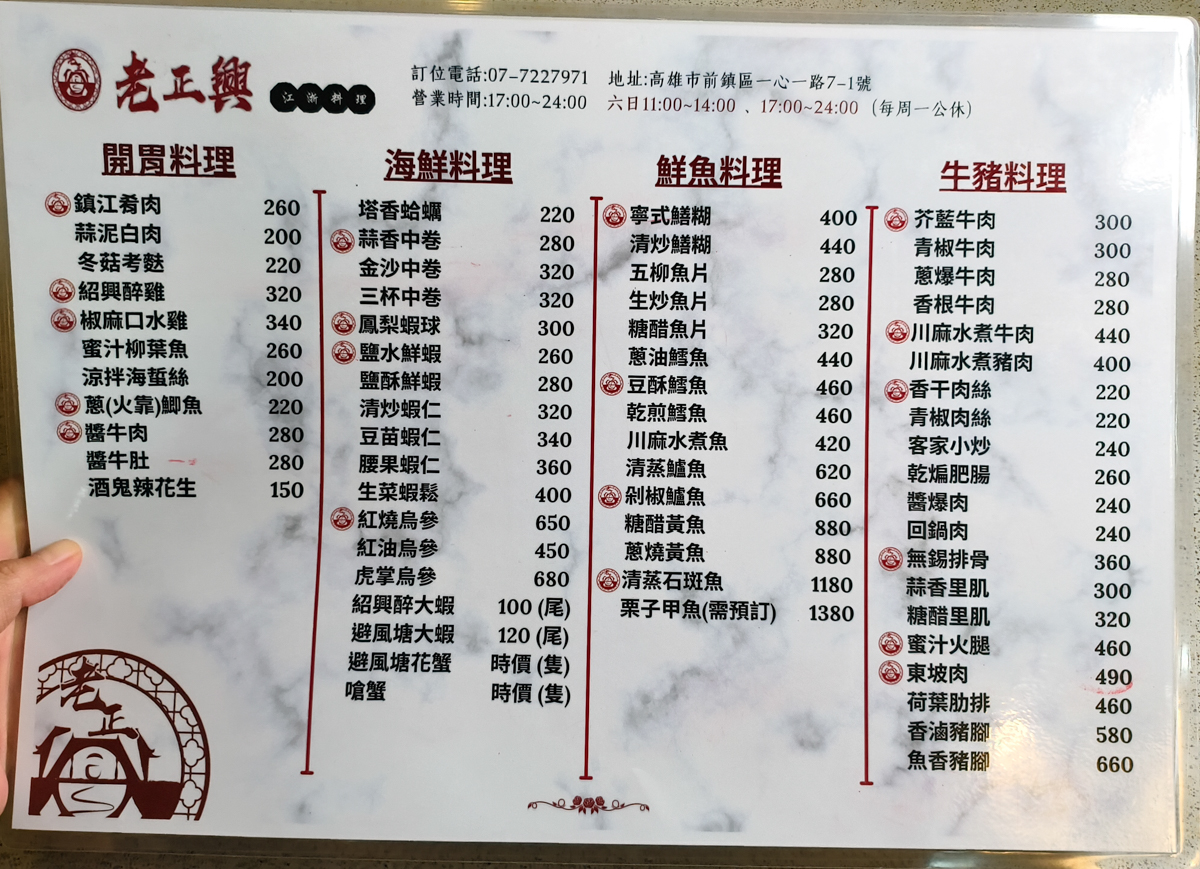 老正興 江浙料理
訂位電話:07-7227971 地址:高雄市前鎮區一心一路7-1號
營業時間:17:00~24:00 六日11:00~14:00 、17:00~24:00 (每周一公休)
開胃料理
鎮江肴肉 260
蒜泥白肉 200
冬菇考麩 220
紹興醉雞 320
椒麻口水雞 340
蜜汁柳葉魚 260
涼拌海蜇絲 200
蔥(火靠)鯽魚 220
醬牛肉 280
醬牛肚 280
酒鬼辣花生 150
海鮮料理
塔香蛤蠣 220
蒜香中卷 280
金沙中卷 320
三杯中卷 320
鳳梨蝦球 300
鹽水鮮蝦 260
鹽酥鮮蝦 280
清炒蝦仁 320
豆苗蝦仁 340
腰果蝦仁 360
生菜蝦鬆 400
紅燒烏參 650
紅油烏參 450
虎掌烏參 680
紹興醉大蝦 100 (尾)
避風塘大蝦 120 (尾)
避風塘花蟹 時價 (隻)
嗆蟹 時價 (隻)
鮮魚料理
寧式鱔糊 400
清炒鱔糊 440
五柳魚片 280
生炒魚片 280
糖醋魚片 320
蔥油鱈魚 440
豆酥鱈魚 460
乾煎鱈魚 460
川麻水煮魚 420
清蒸鱸魚 620
剁椒鱸魚 660
糖醋黃魚 880
蔥燒黃魚 880
清蒸石斑魚 1180
栗子甲魚(需預訂) 1380
牛豬料理
芥藍牛肉 300
青椒牛肉 300
蔥爆牛肉 280
香根牛肉 280
川麻水煮牛肉 440
川麻水煮豬肉 400
香干肉絲 220
青椒肉絲 220
客家小炒 240
乾煸肥腸 260
醬爆肉 240
回鍋肉 240
無錫排骨 360
蒜香里肌 300
糖醋里肌 320
蜜汁火腿 460
東坡肉 490
荷葉肋排 460
香滷豬腳 580
魚香豬腳 660
老正